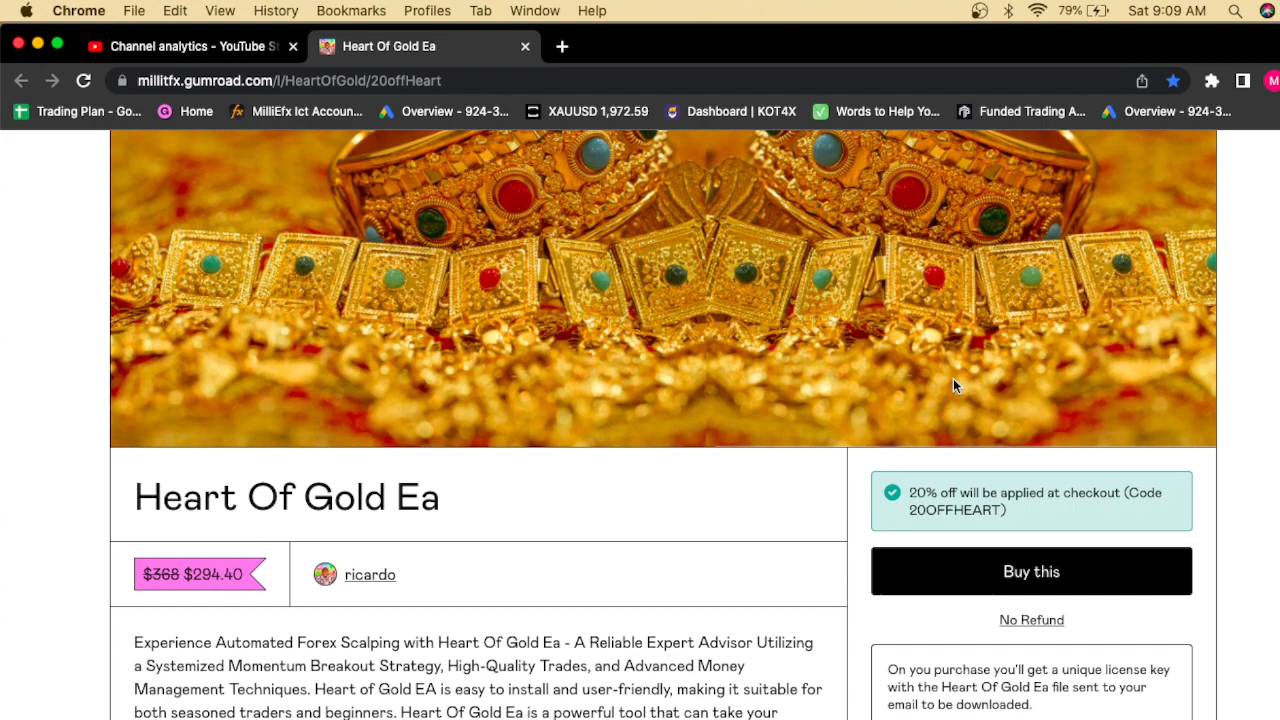 Chrome File Edit View History Bookmarks Profiles Tab Window Help 79% Sat 9:09 AM
Channel analytics - YouTube St
Heart Of Gold Ea
millitfx.gumroad.com/l/HeartOfGold/20offHeart
Trading Plan - Go... Home MilliEfx Ict Accoun... Overview - 924-3... XAUUSD 1,972.59 Dashboard | KOT4X Words to Help Yo... Funded Trading A... Overview - 924-3...
Heart Of Gold Ea
$368 $294.40
ricardo
Experience Automated Forex Scalping with Heart Of Gold Ea - A Reliable Expert Advisor Utilizing
a Systemized Momentum Breakout Strategy, High-Quality Trades, and Advanced Money
Management Techniques. Heart of Gold EA is easy to install and user-friendly, making it suitable for
both seasoned traders and beginners. Heart Of Gold Ea is a powerful tool that can take your
20% off will be applied at checkout (Code
20OFFHEART)
Buy this
No Refund
On you purchase you'll get a unique license key
with the Heart Of Gold Ea file sent to your
email to be downloaded.